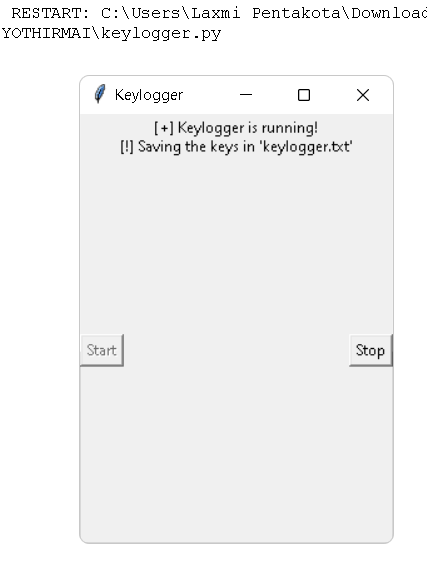 RESTART: C:\Users\Laxmi Pentakota\Download
YOTHIRMAI\keylogger.py
Keylogger
[+] Keylogger is running!
[!] Saving the keys in 'keylogger.txt'
Start
Stop